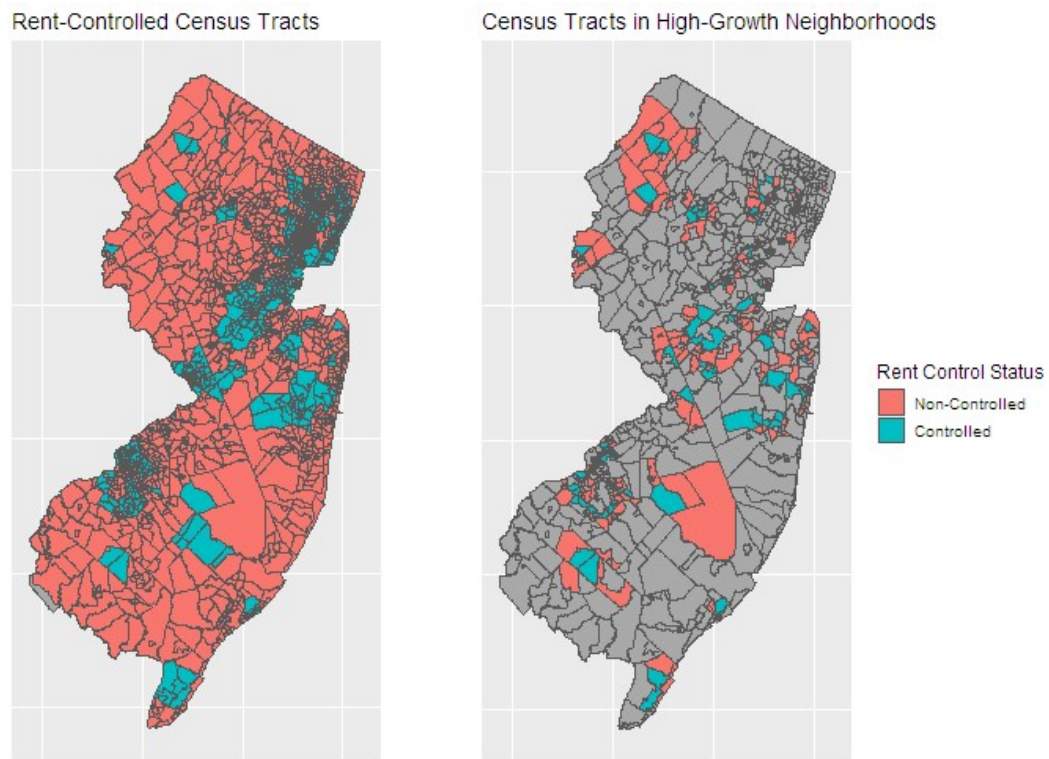 Rent-Controlled Census Tracts
Census Tracts in High-Growth Neighborhoods
Rent Control Status
Non-Controlled
Controlled